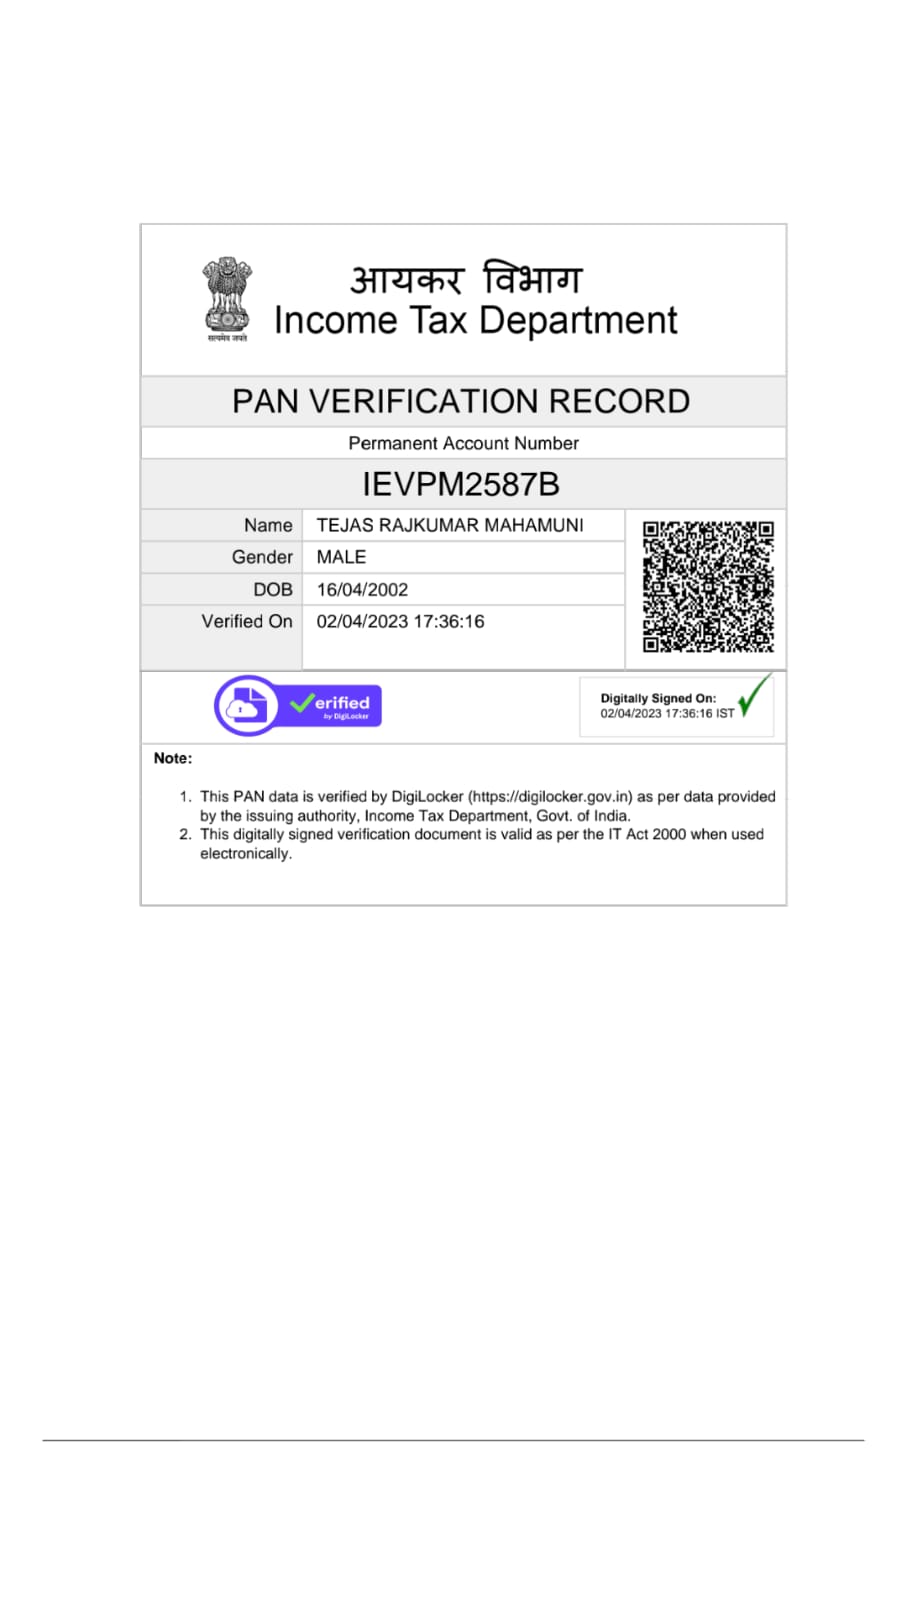 आयकर विभाग
Income Tax Department
सत्यमेव जयते
PAN VERIFICATION RECORD
Permanent Account Number
IEVPM2587B
Name TEJAS RAJKUMAR MAHAMUNI
Gender MALE
DOB 16/04/2002
Verified On 02/04/2023 17:36:16
erified
by DigiLocker
Digitally Signed On:
02/04/2023 17:36:16 IST
Note:
1. This PAN data is verified by DigiLocker (https://digilocker.gov.in) as per data provided
by the issuing authority, Income Tax Department, Govt. of India.
2. This digitally signed verification document is valid as per the IT Act 2000 when used
electronically.